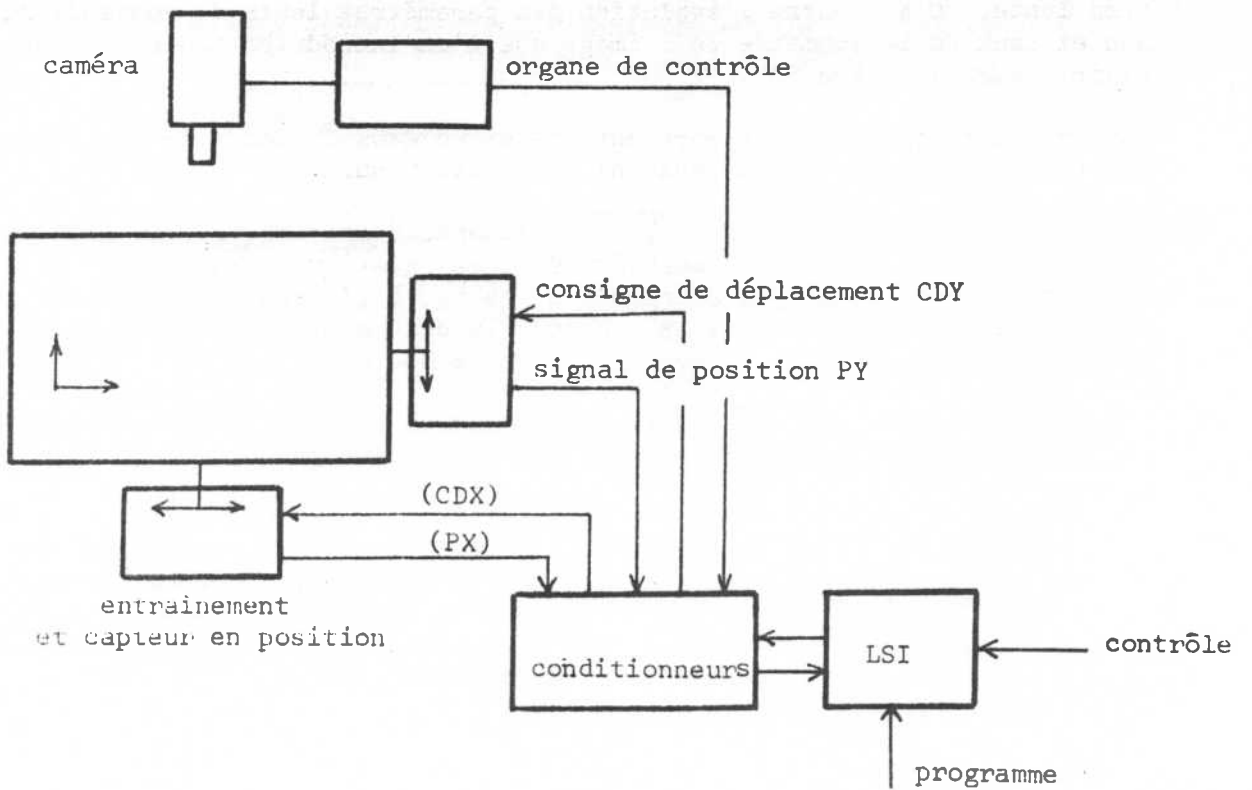 caméra
organe de contrôle
consigne de déplacement CDY
signal de position PY
(CDX)
(PX)
entrainement
et capteur en position
conditionneurs
LSI
contrôle
programme